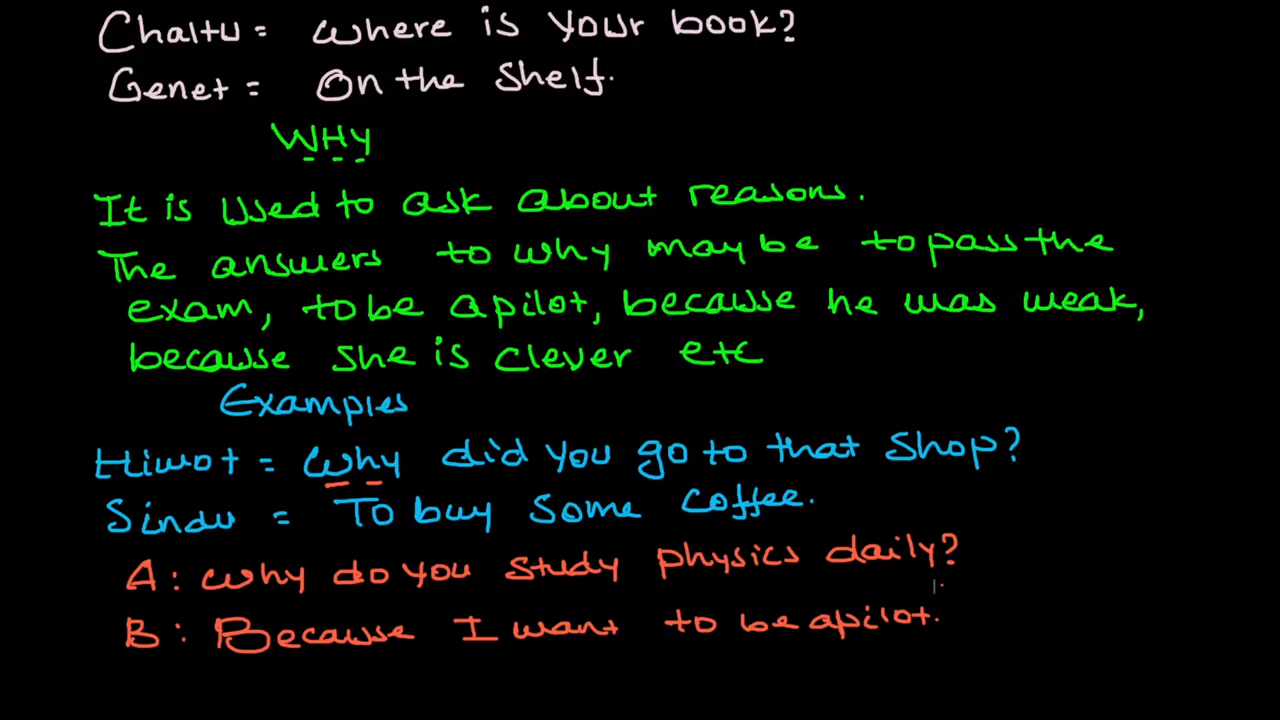 Chaltu = where is your book?
Genet = On the shelf.
WHY
It is used to ask about reasons.
The answers to why may be to pass the
exam, to be a pilot, because he was weak,
because she is clever etc
Examples
Hiwot = Why did you go to that shop?
Sindu = To buy some coffee.
A: Why do you study physics daily?
B: Because I want to be a pilot.